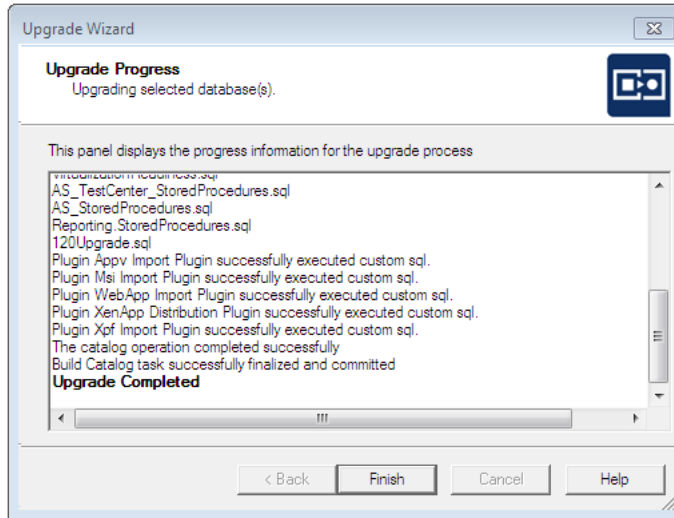 Upgrade Wizard
Upgrade Progress
Upgrading selected database(s).
This panel displays the progress information for the upgrade process
VirtualizationReadiness.sql
AS_TestCenter_StoredProcedures.sql
AS_StoredProcedures.sql
Reporting.StoredProcedures.sql
120Upgrade.sql
Plugin Appv Import Plugin successfully executed custom sql.
Plugin Msi Import Plugin successfully executed custom sql.
Plugin WebApp Import Plugin successfully executed custom sql.
Plugin XenApp Distribution Plugin successfully executed custom sql.
Plugin Xpf Import Plugin successfully executed custom sql.
The catalog operation completed successfully
Build Catalog task successfully finalized and committed
Upgrade Completed
< Back Finish Cancel Help